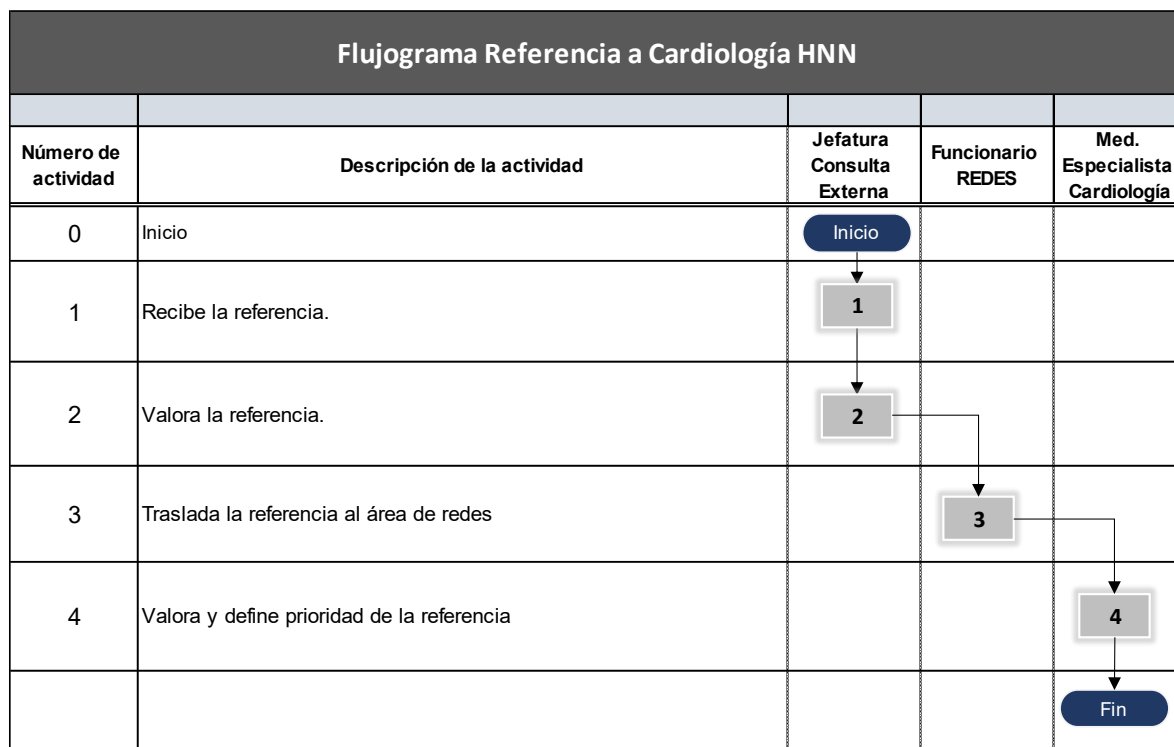 Flujograma Referencia a Cardiología HNN
Número de
actividad
Descripción de la actividad
Jefatura
Consulta
Externa
Funcionario
REDES
Med.
Especialista
Cardiología
0
Inicio
Inicio
1
Recibe la referencia.
1
2
Valora la referencia.
2
3
Traslada la referencia al área de redes
3
4
Valora y define prioridad de la referencia
4
Fin